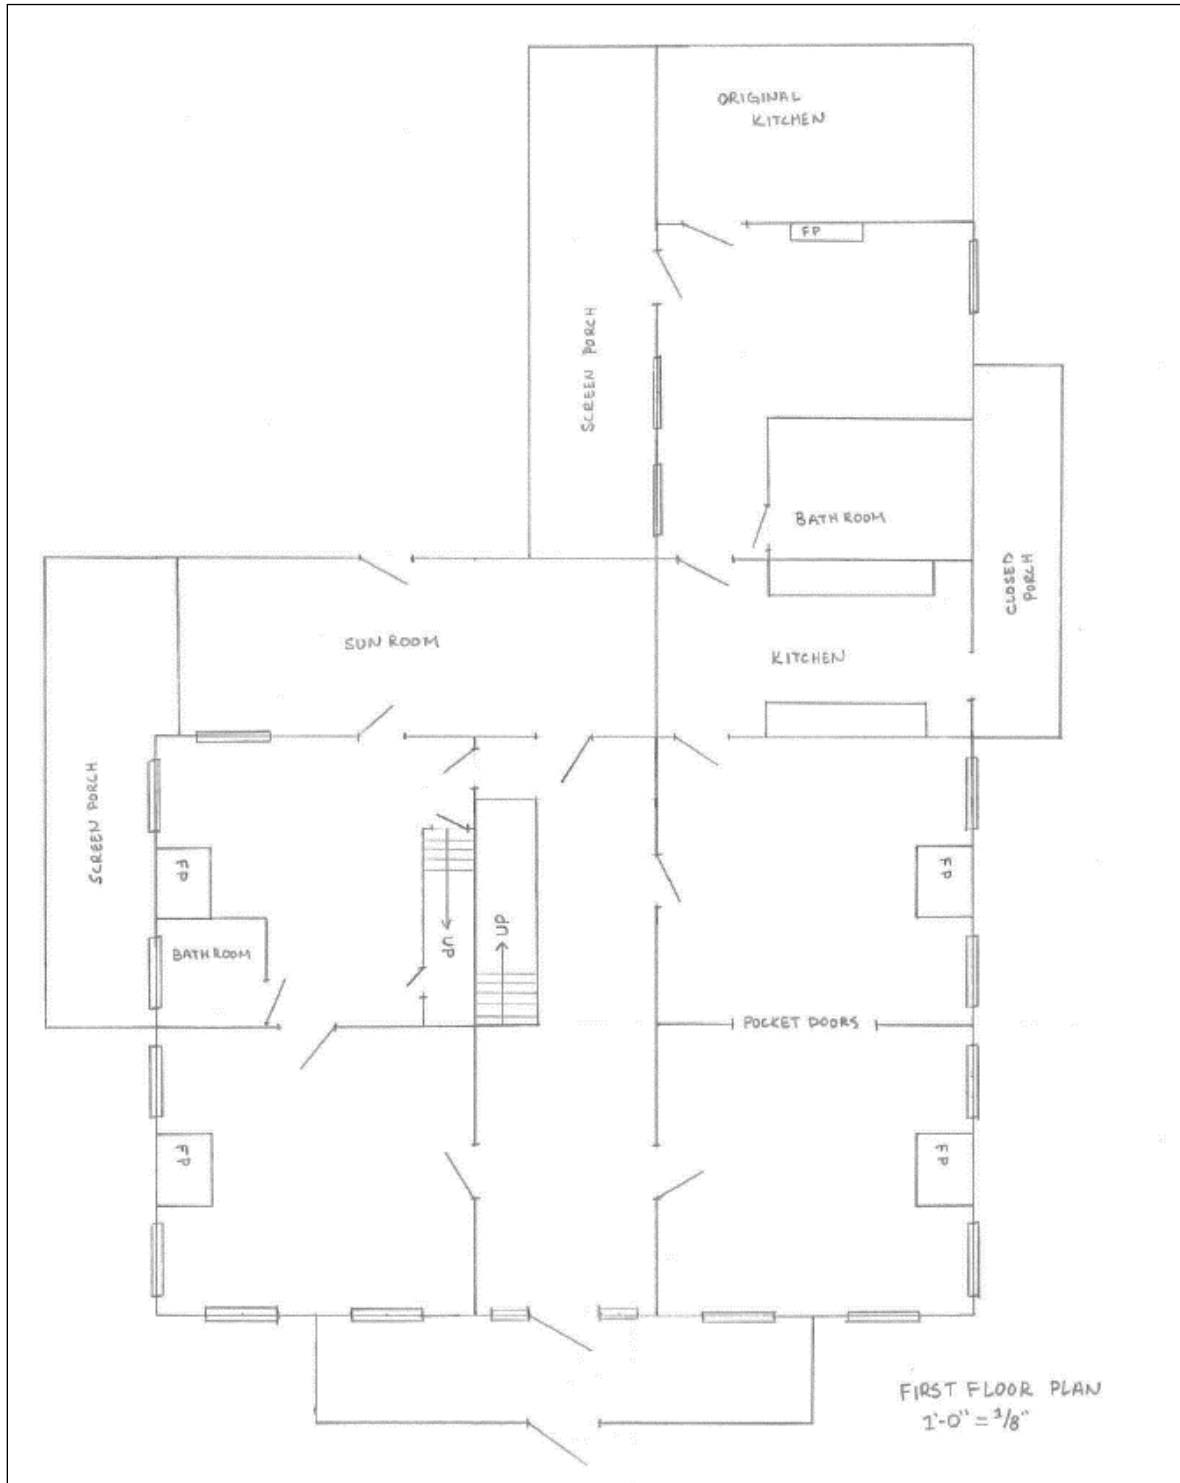 ORIGINAL
KITCHEN
FP
SCREEN PORCH
BATHROOM
CLOSED
PORCH
SUN ROOM
KITCHEN
SCREEN PORCH
FP
FP
BATHROOM
UP
UP
POCKET DOORS
FP
FP
FIRST FLOOR PLAN
1'-0" = 1/8"